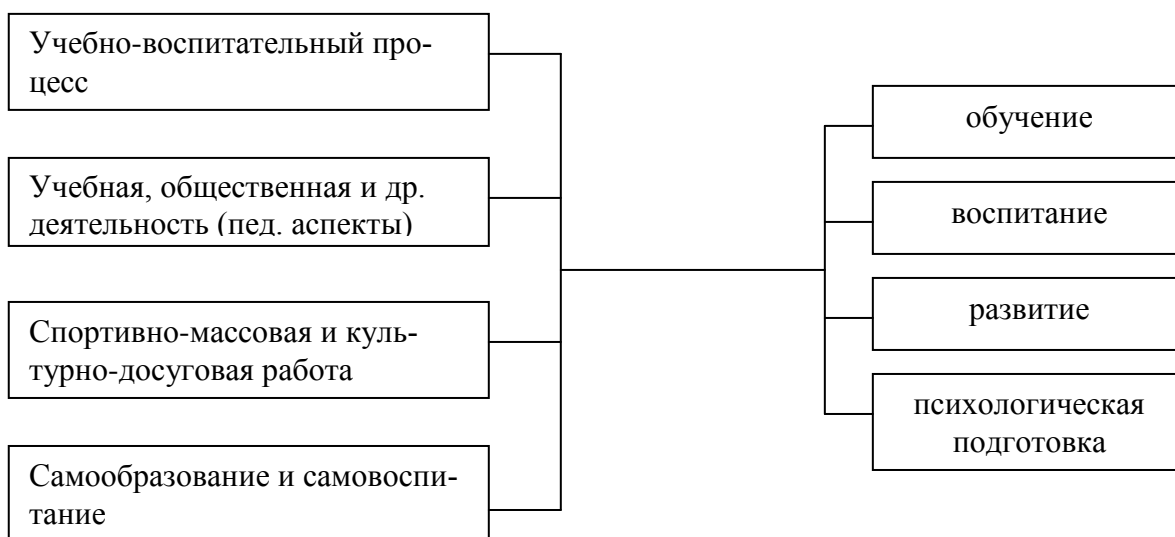 Учебно-воспитательный про-
цесс
Учебная, общественная и др.
деятельность (пед. аспекты)
Спортивно-массовая и куль-
турно-досуговая работа
Самообразование и самовоспи-
тание
обучение
воспитание
развитие
психологическая
подготовка